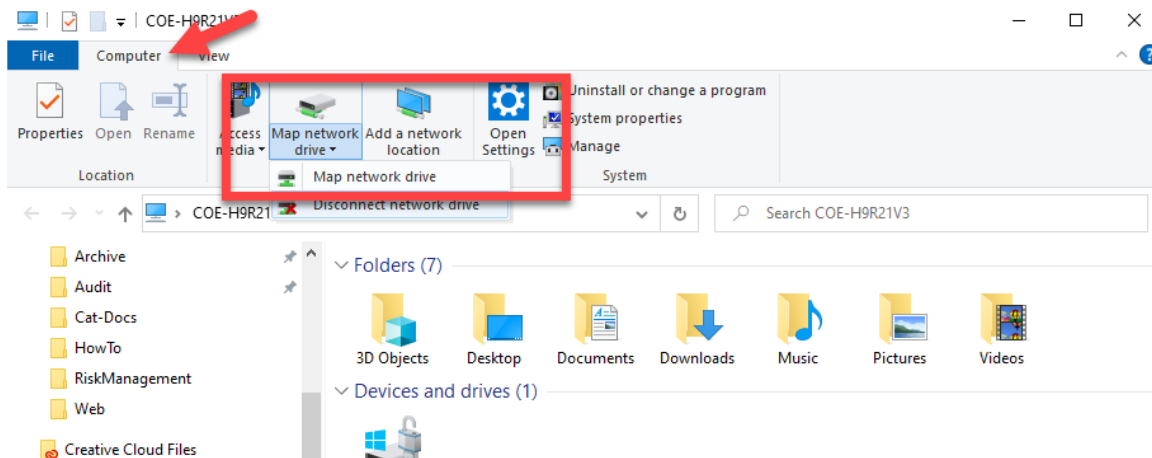 COE-H9R21V3
File Computer View
Uninstall or change a program
System properties
Manage
Properties Open Rename
Access media
Map network drive
Add a network location
Open Settings
Location
System
Map network drive
Disconnect network drive
COE-H9R21
Search COE-H9R21V3
Archive
Audit
Cat-Docs
HowTo
RiskManagement
Web
Creative Cloud Files
Folders (7)
3D Objects Desktop Documents Downloads Music Pictures Videos
Devices and drives (1)